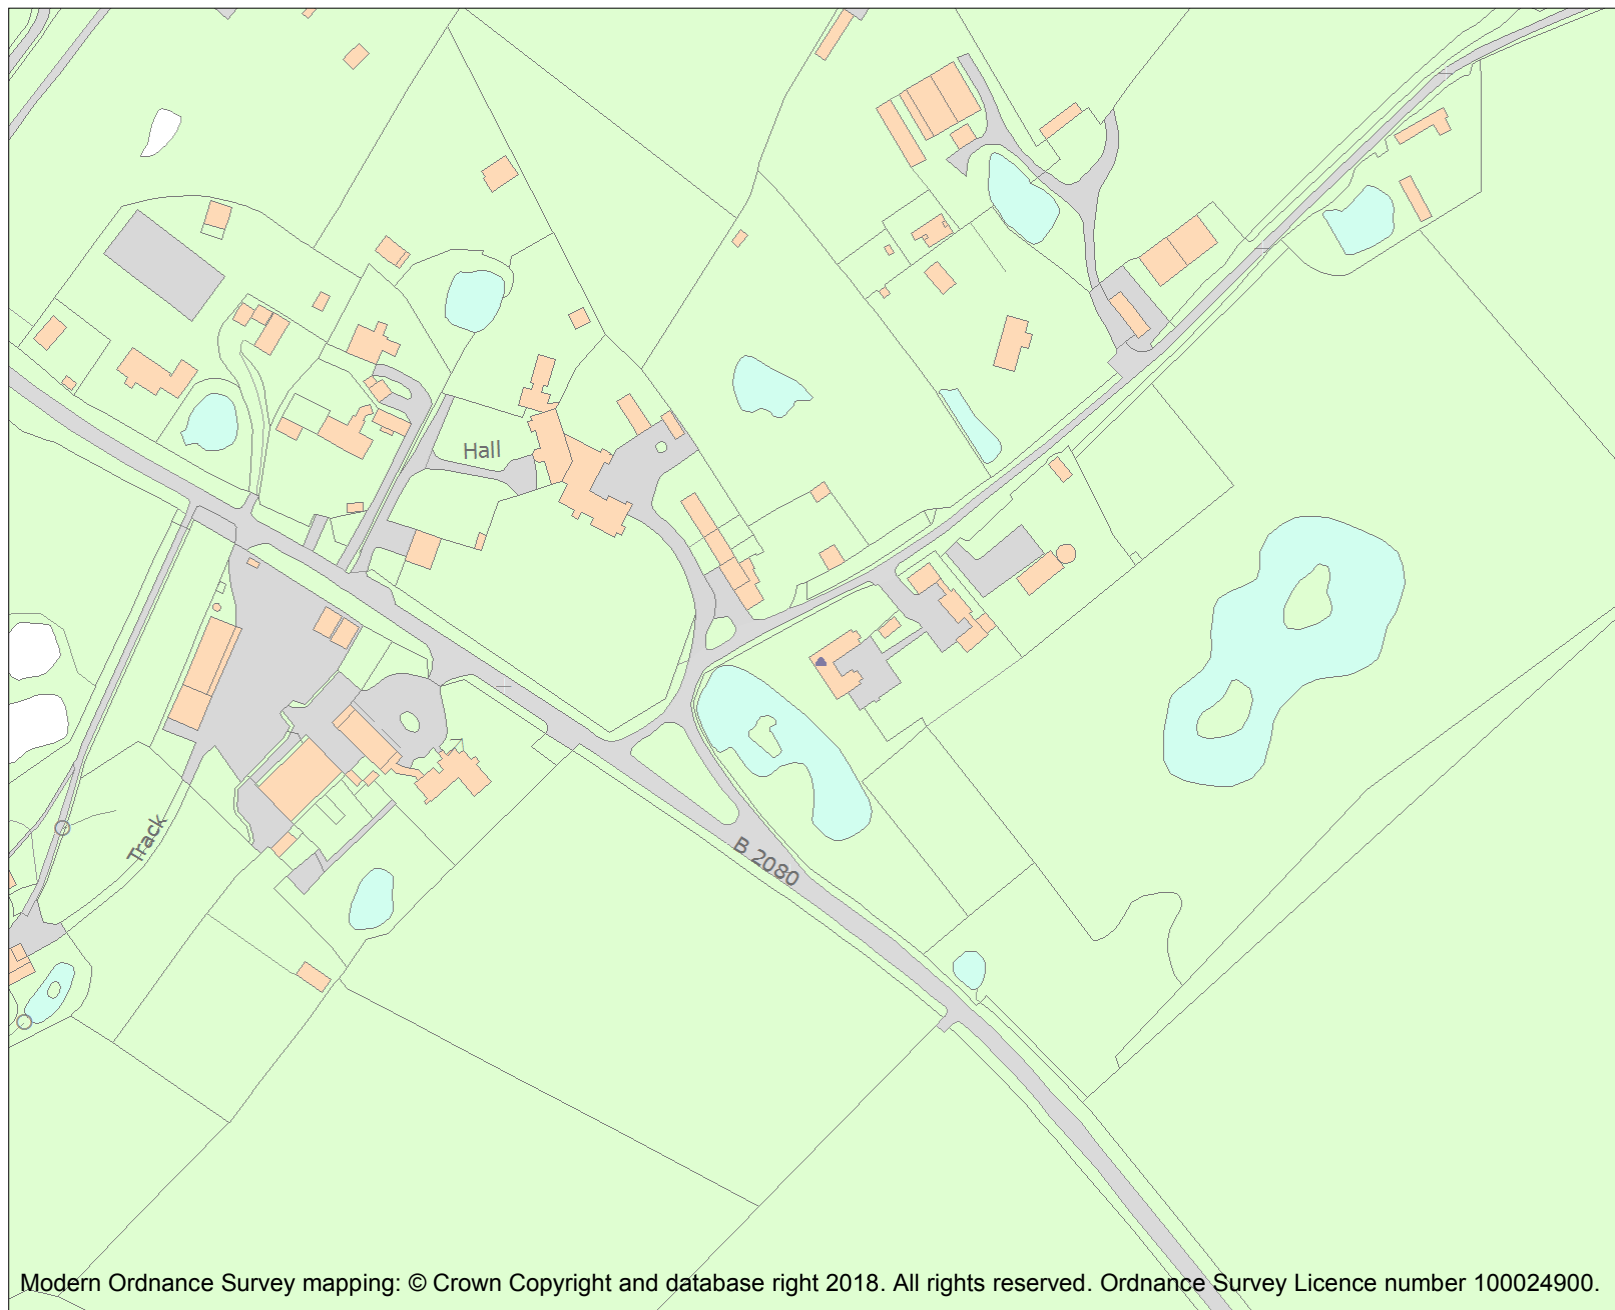 Hall
Track
B 2080
Modern Ordnance Survey mapping: © Crown Copyright and database right 2018. All rights reserved. Ordnance Survey Licence number 100024900.